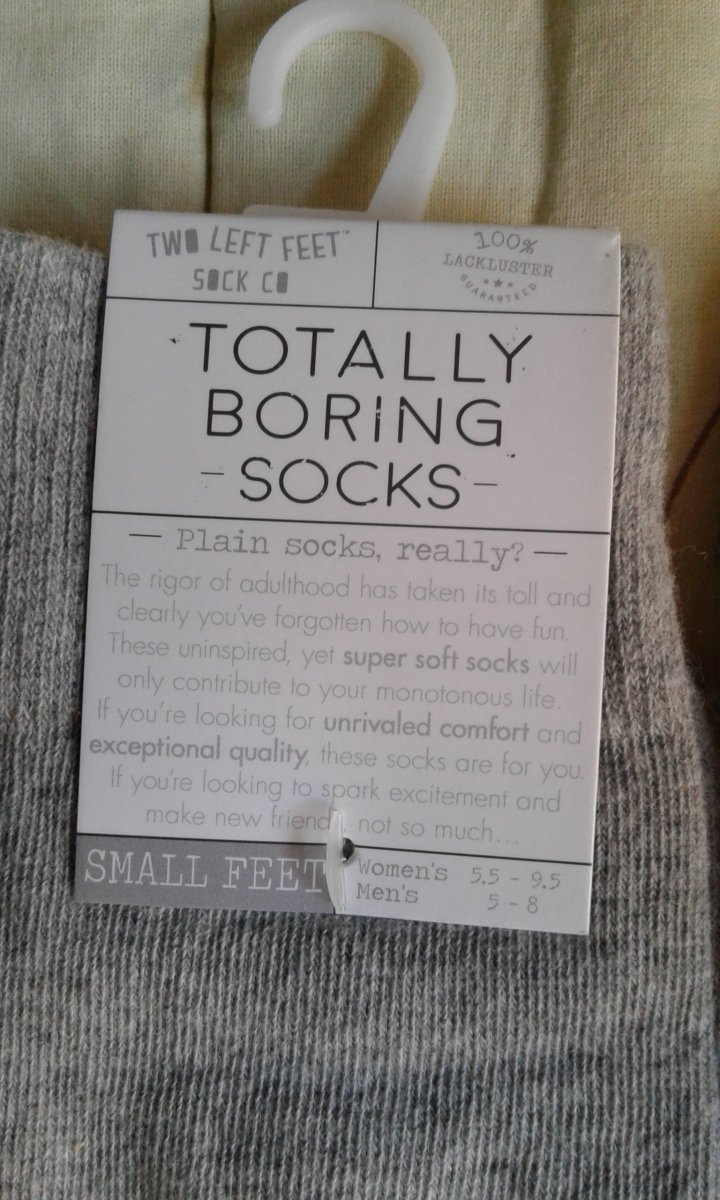 TWO LEFT FEET™
SOCK CO
100%
LACKLUSTER
GUARANTEED
TOTALLY
BORING
- SOCKS -
— Plain socks, really? —
The rigor of adulthood has taken its toll and
clearly you've forgotten how to have fun.
These uninspired, yet super soft socks will
only contribute to your monotonous life.
If you're looking for unrivaled comfort and
exceptional quality, these socks are for you.
If you're looking to spark excitement and
make new friend not so much...
SMALL FEET
Women's 5.5 - 9.5
Men's 5 - 8